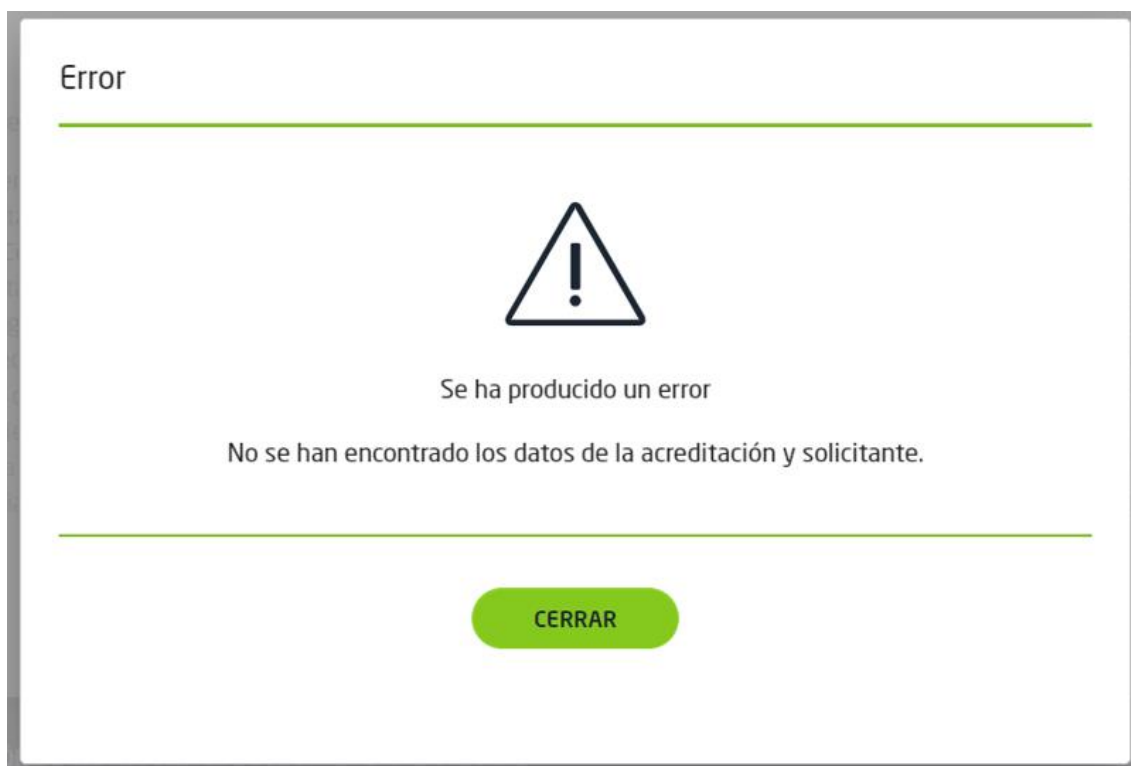 Error
Se ha producido un error
No se han encontrado los datos de la acreditación y solicitante.
CERRAR